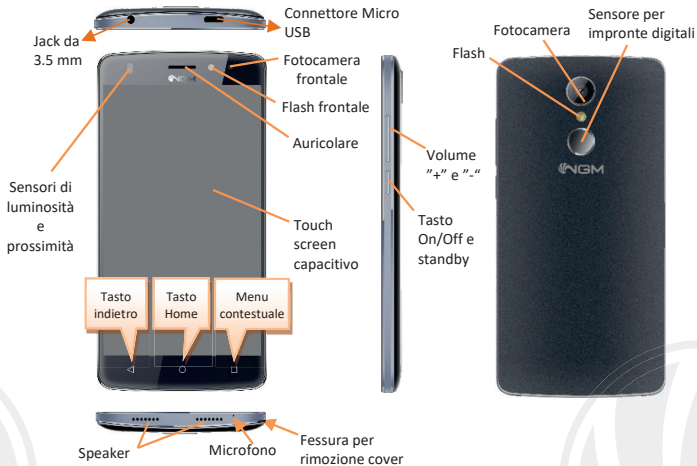 Jack da
3.5 mm
Connettore Micro
USB
Fotocamera
frontale
Flash frontale
Auricolare
NGM
Sensori di
luminosità
e
prossimità
Touch
screen
capacitivo
Tasto
indietro
Tasto
Home
Menu
contestuale
Speaker
Microfono
Fessura per
rimozione cover
Volume
”+” e ”-“
Tasto
On/Off e
standby
Fotocamera
Sensore per
impronte digitali
Flash
NGM